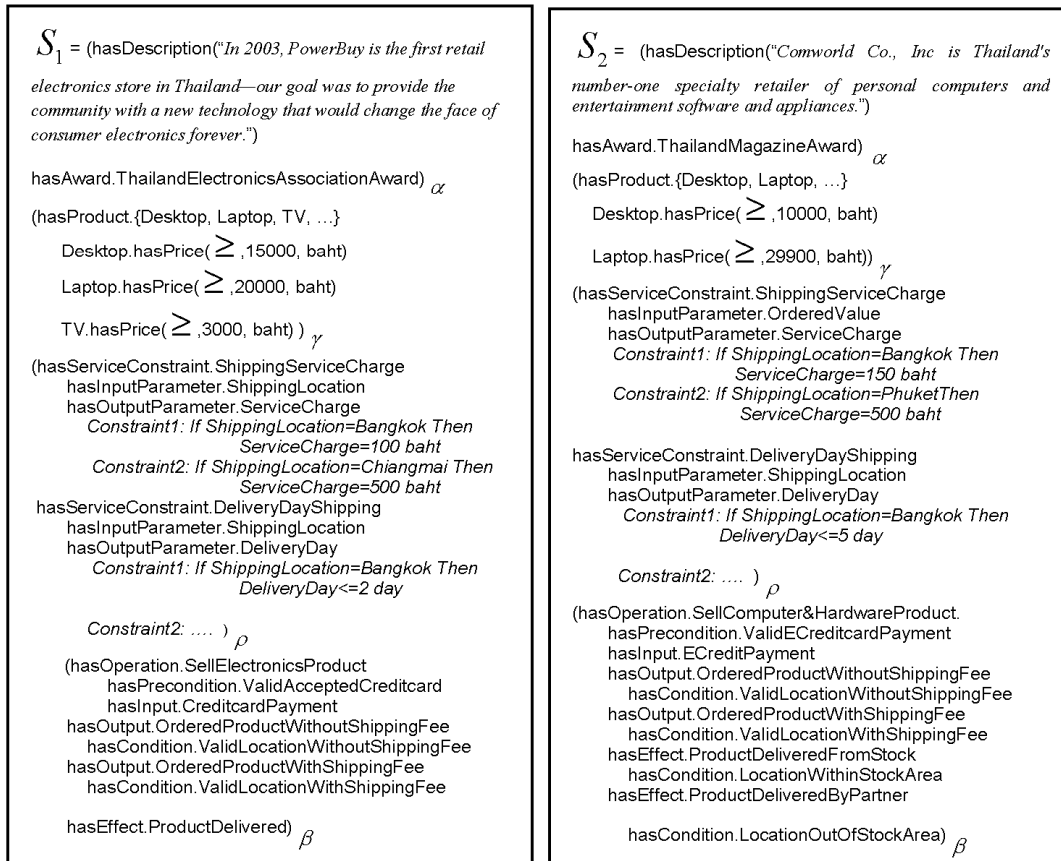 S1 = (hasDescription(“In 2003, PowerBuy is the first retail
electronics store in Thailand—our goal was to provide the
community with a new technology that would change the face of
consumer electronics forever.”)
hasAward.ThailandElectronicsAssociationAward) α
(hasProduct.{Desktop, Laptop, TV, ...}
Desktop.hasPrice( ≥ ,15000, baht)
Laptop.hasPrice( ≥ ,20000, baht)
TV.hasPrice( ≥ ,3000, baht) ) γ
(hasServiceConstraint.ShippingServiceCharge
hasInputParameter.ShippingLocation
hasOutputParameter.ServiceCharge
Constraint1: If ShippingLocation=Bangkok Then
ServiceCharge=100 baht
Constraint2: If ShippingLocation=Chiangmai Then
ServiceCharge=500 baht
hasServiceConstraint.DeliveryDayShipping
hasInputParameter.ShippingLocation
hasOutputParameter.DeliveryDay
Constraint1: If ShippingLocation=Bangkok Then
DeliveryDay<=2 day
Constraint2: .... ) ρ
(hasOperation.SellElectronicsProduct
hasPrecondition.ValidAcceptedCreditcard
hasInput.CreditcardPayment
hasOutput.OrderedProductWithoutShippingFee
hasCondition.ValidLocationWithoutShippingFee
hasOutput.OrderedProductWithShippingFee
hasCondition.ValidLocationWithShippingFee
hasEffect.ProductDelivered) β
S2 = (hasDescription(“Comworld Co., Inc is Thailand's
number-one specialty retailer of personal computers and
entertainment software and appliances.”)
hasAward.ThailandMagazineAward) α
(hasProduct.{Desktop, Laptop, ...}
Desktop.hasPrice( ≥ ,10000, baht)
Laptop.hasPrice( ≥ ,29900, baht)) γ
(hasServiceConstraint.ShippingServiceCharge
hasInputParameter.OrderedValue
hasOutputParameter.ServiceCharge
Constraint1: If ShippingLocation=Bangkok Then
ServiceCharge=150 baht
Constraint2: If ShippingLocation=PhuketThen
ServiceCharge=500 baht
hasServiceConstraint.DeliveryDayShipping
hasInputParameter.ShippingLocation
hasOutputParameter.DeliveryDay
Constraint1: If ShippingLocation=Bangkok Then
DeliveryDay<=5 day
Constraint2: .... ) ρ
(hasOperation.SellComputer&HardwareProduct.
hasPrecondition.ValidECreditcardPayment
hasInput.ECreditPayment
hasOutput.OrderedProductWithoutShippingFee
hasCondition.ValidLocationWithoutShippingFee
hasOutput.OrderedProductWithShippingFee
hasCondition.ValidLocationWithShippingFee
hasEffect.ProductDeliveredFromStock
hasCondition.LocationWithinStockArea
hasEffect.ProductDeliveredByPartner
hasCondition.LocationOutOfStockArea) β